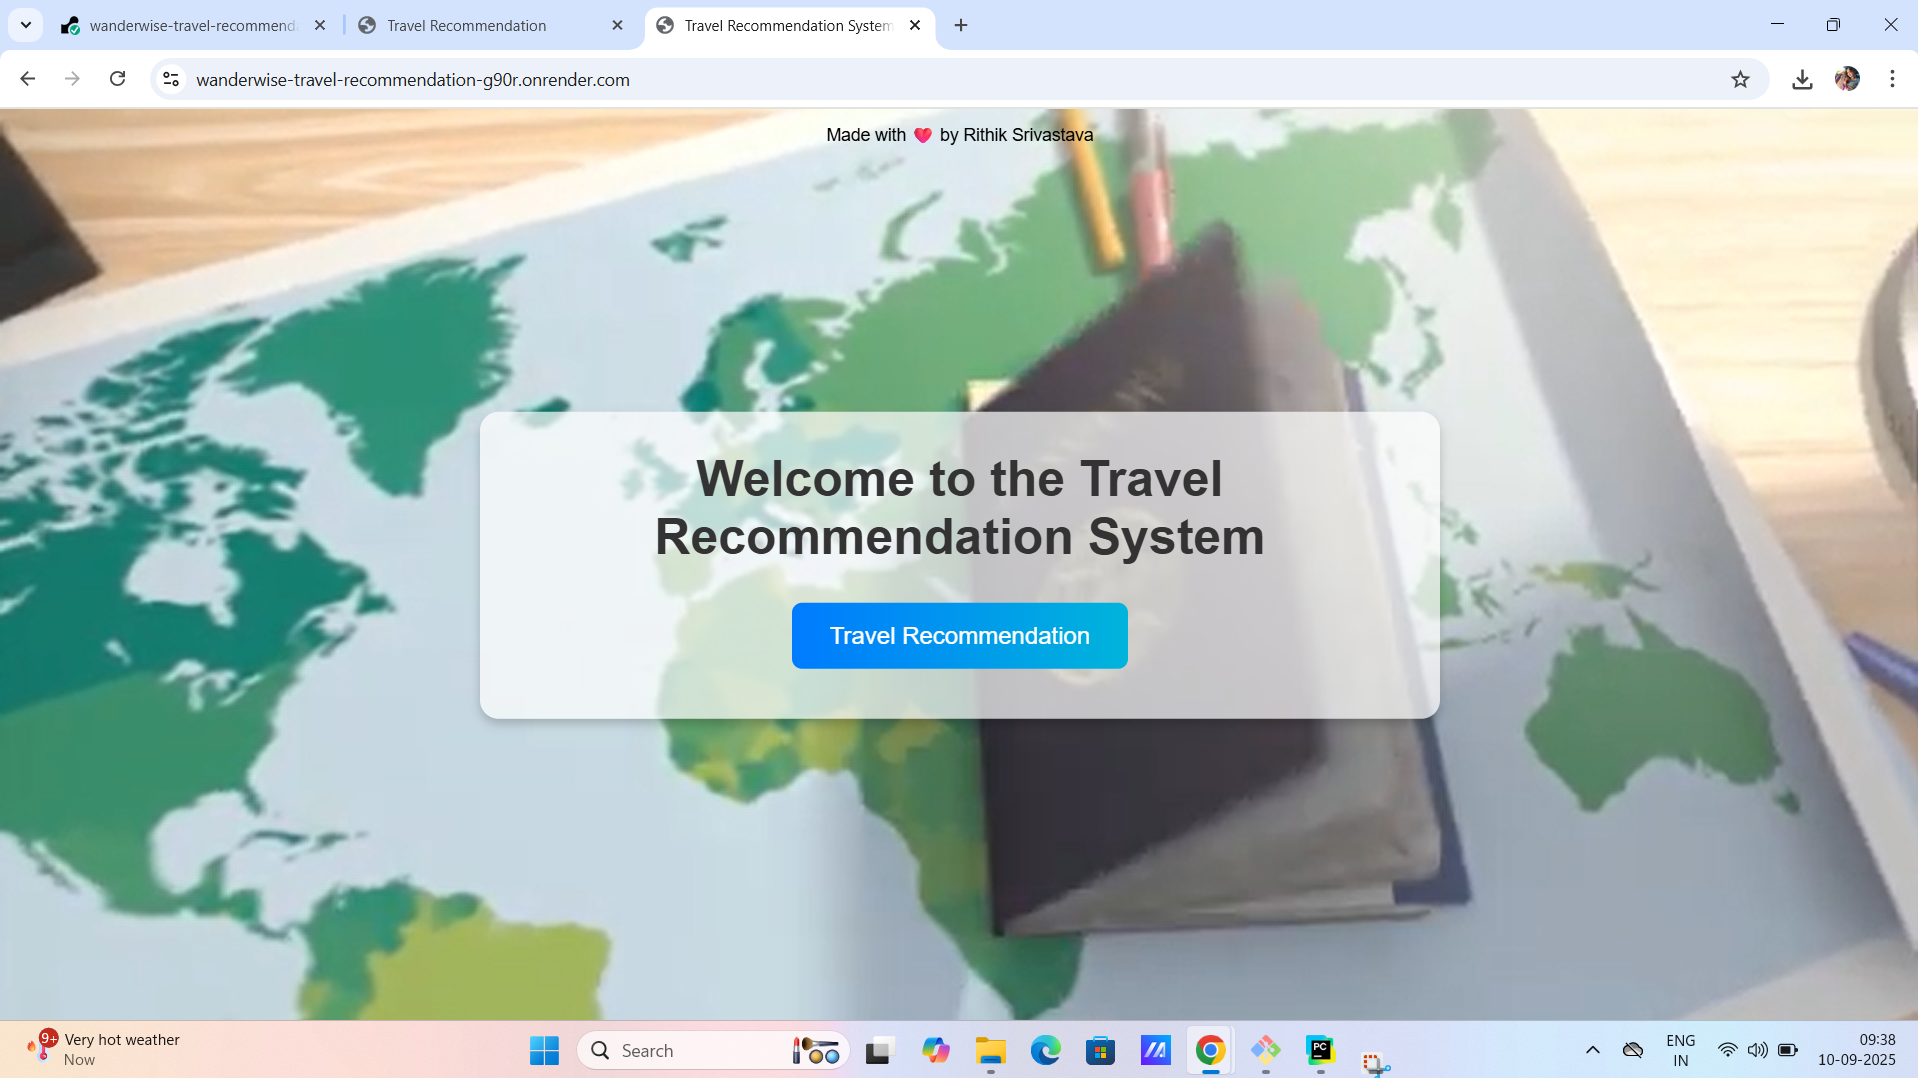 wanderwise-travel-recommenda
Travel Recommendation
Travel Recommendation System
wanderwise-travel-recommendation-g90r.onrender.com
Made with ❤️ by Rithik Srivastava
Welcome to the Travel
Recommendation System
Travel Recommendation
9+
Very hot weather
Now
Search
PC
ENG
IN
09:38
10-09-2025